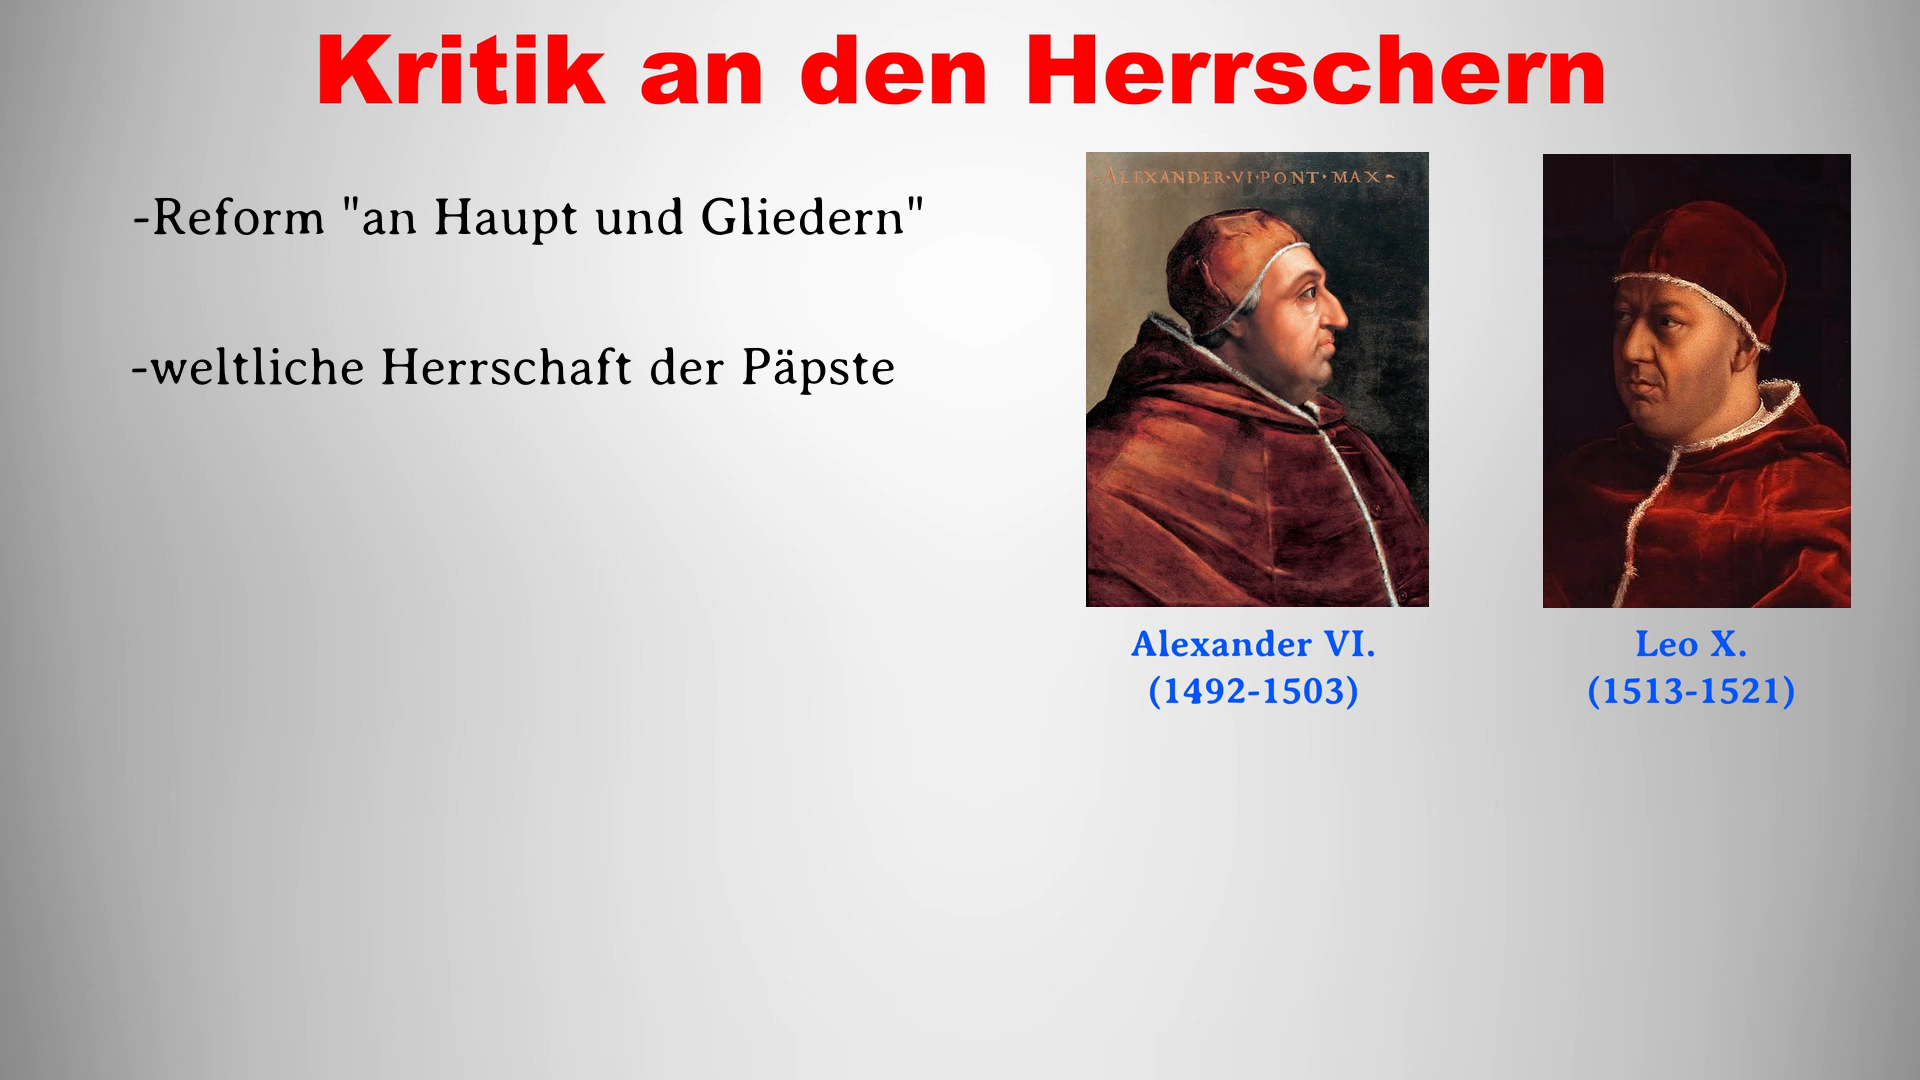 Kritik an den Herrschern
-Reform "an Haupt und Gliedern"
-weltliche Herrschaft der Päpste
ALEXANDER·VI·PONT·MAX~
Alexander VI.
(1492-1503)
Leo X.
(1513-1521)